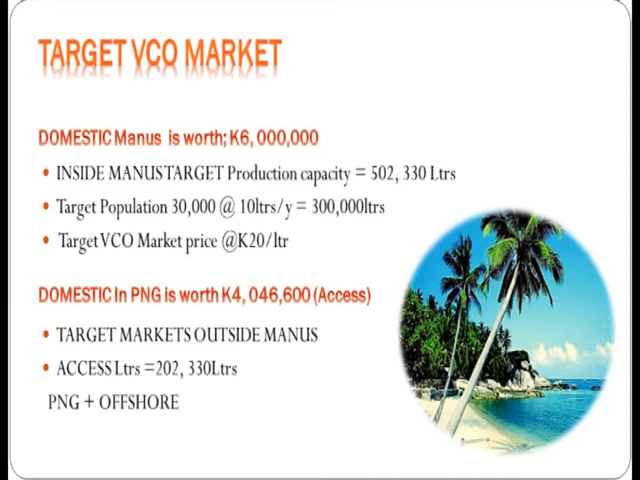 TARGET VCO MARKET
DOMESTIC Manus is worth; K6, 000,000
• INSIDE MANUS TARGET Production capacity = 502, 330 Ltrs
• Target Population 30,000 @ 10ltrs/y = 300,000ltrs
• Target VCO Market price @K20/ltr
DOMESTIC In PNG is worth K4, 046,600 (Access)
• TARGET MARKETS OUTSIDE MANUS
• ACCESS Ltrs =202, 330Ltrs
PNG + OFFSHORE